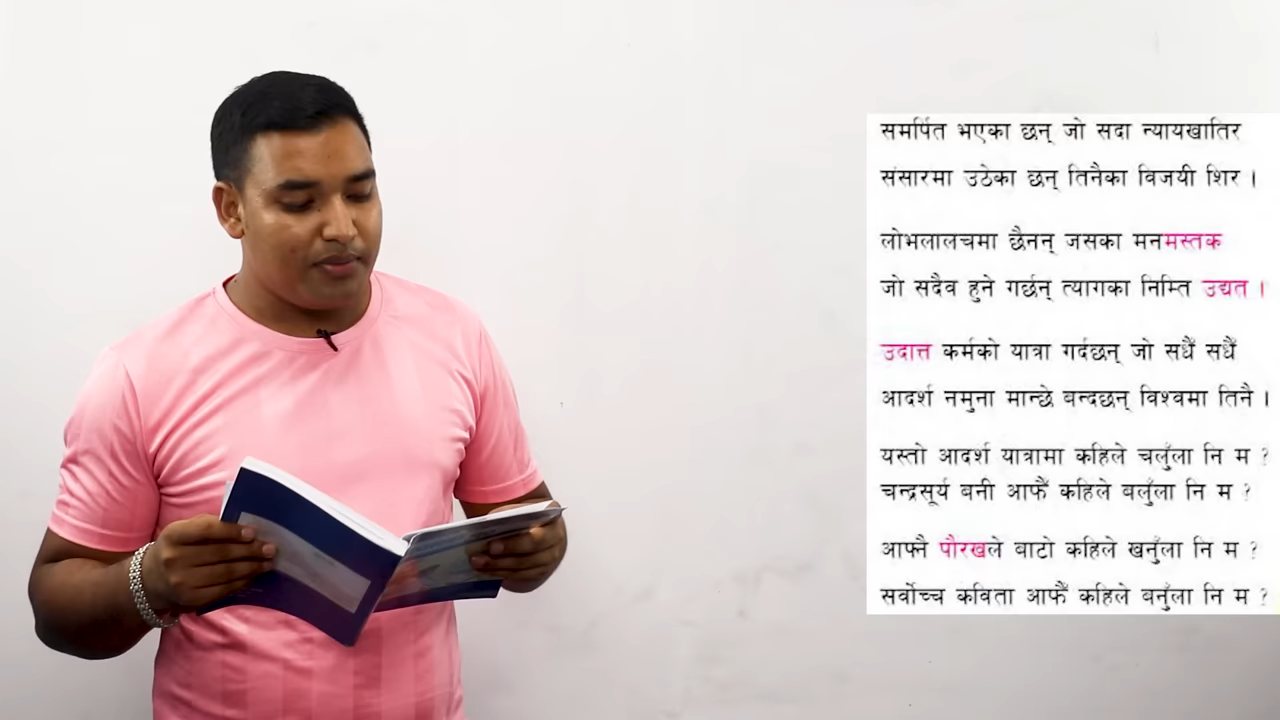 समर्पित भएका छन् जो सदा न्यायखातिर
संसारमा उठेका छन् तिनैका विजयी शिर ।
लोभलालचमा छैनन् जसका मनमस्तक
जो सदैव हुने गर्छन् त्यागका निम्ति उद्यत ।
उदात्त कर्मको यात्रा गर्दछन् जो सधैँ सधैँ
आदर्श नमुना मान्छे बन्दछन् विश्वमा तिनै ।
यस्तो आदर्श यात्रामा कहिले चलुँला नि म ?
चन्द्रसूर्य बनी आफैँ कहिले बलुँला नि म ?
आफ्नै पौरखले बाटो कहिले खनुँला नि म ?
सर्वोच्च कविता आफैँ कहिले बनुँला नि म ?